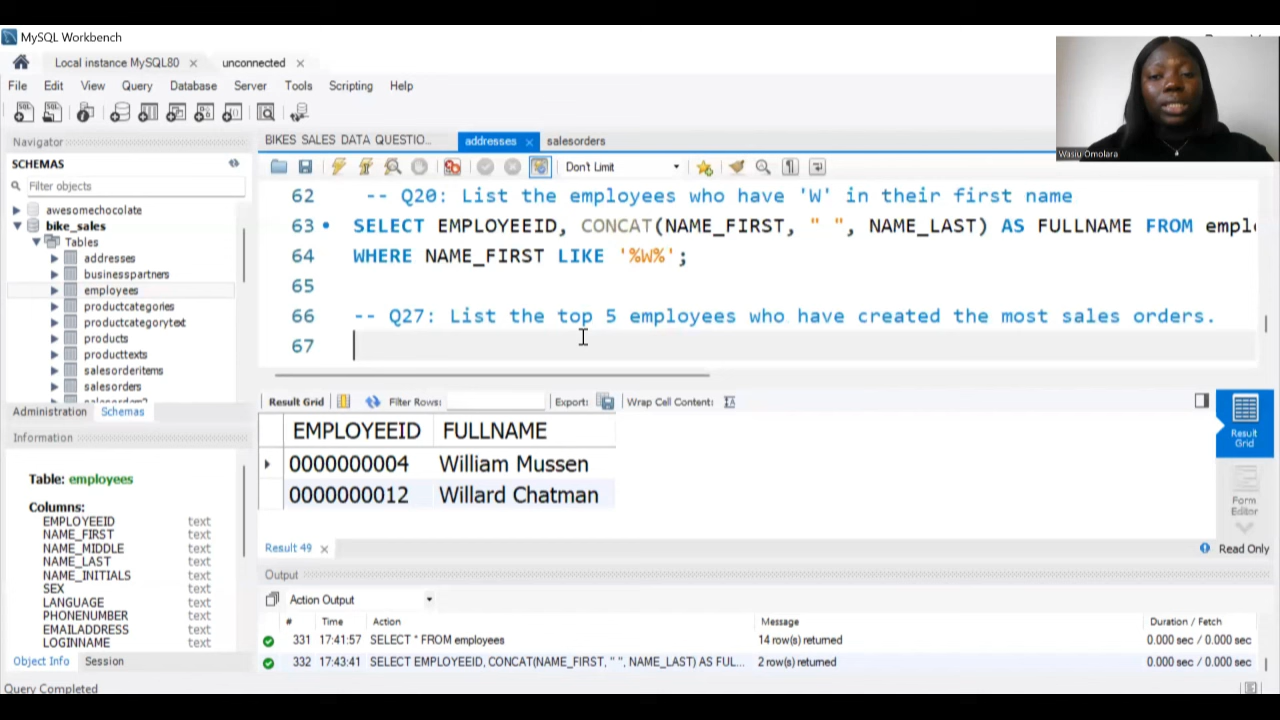 MySQL Workbench
Local instance MySQL80
unconnected
File Edit View Query Database Server Tools Scripting Help
Wasiu Omolara
Navigator
SCHEMAS
Filter objects
awesomechocolate
bike_sales
Tables
addresses
businesspartners
employees
productcategories
productcategorytext
products
producttexts
salesorderitems
salesorders
Administration Schemas
Information
Table: employees
Columns:
EMPLOYEEID text
NAME_FIRST text
NAME_MIDDLE text
NAME_LAST text
NAME_INITIALS text
SEX text
LANGUAGE text
PHONENUMBER text
EMAILADDRESS text
LOGINNAME text
Object Info Session
Query Completed
BIKES SALES DATA QUESTIO... addresses salesorders
Don't Limit
62 -- Q20: List the employees who have 'W' in their first name
63 SELECT EMPLOYEEID, CONCAT(NAME_FIRST, " ", NAME_LAST) AS FULLNAME FROM emplo
64 WHERE NAME_FIRST LIKE '%W%';
65
66 -- Q27: List the top 5 employees who have created the most sales orders.
67
Result Grid Filter Rows: Export: Wrap Cell Content:
EMPLOYEEID FULLNAME
0000000004 William Mussen
0000000012 Willard Chatman
Result Grid
Form Editor
Result 49
Read Only
Output
Action Output
# Time Action Message Duration / Fetch
331 17:41:57 SELECT * FROM employees 14 row(s) returned 0.000 sec / 0.000 sec
332 17:43:41 SELECT EMPLOYEEID, CONCAT(NAME_FIRST, " ", NAME_LAST) AS FUL... 2 row(s) returned 0.000 sec / 0.000 sec